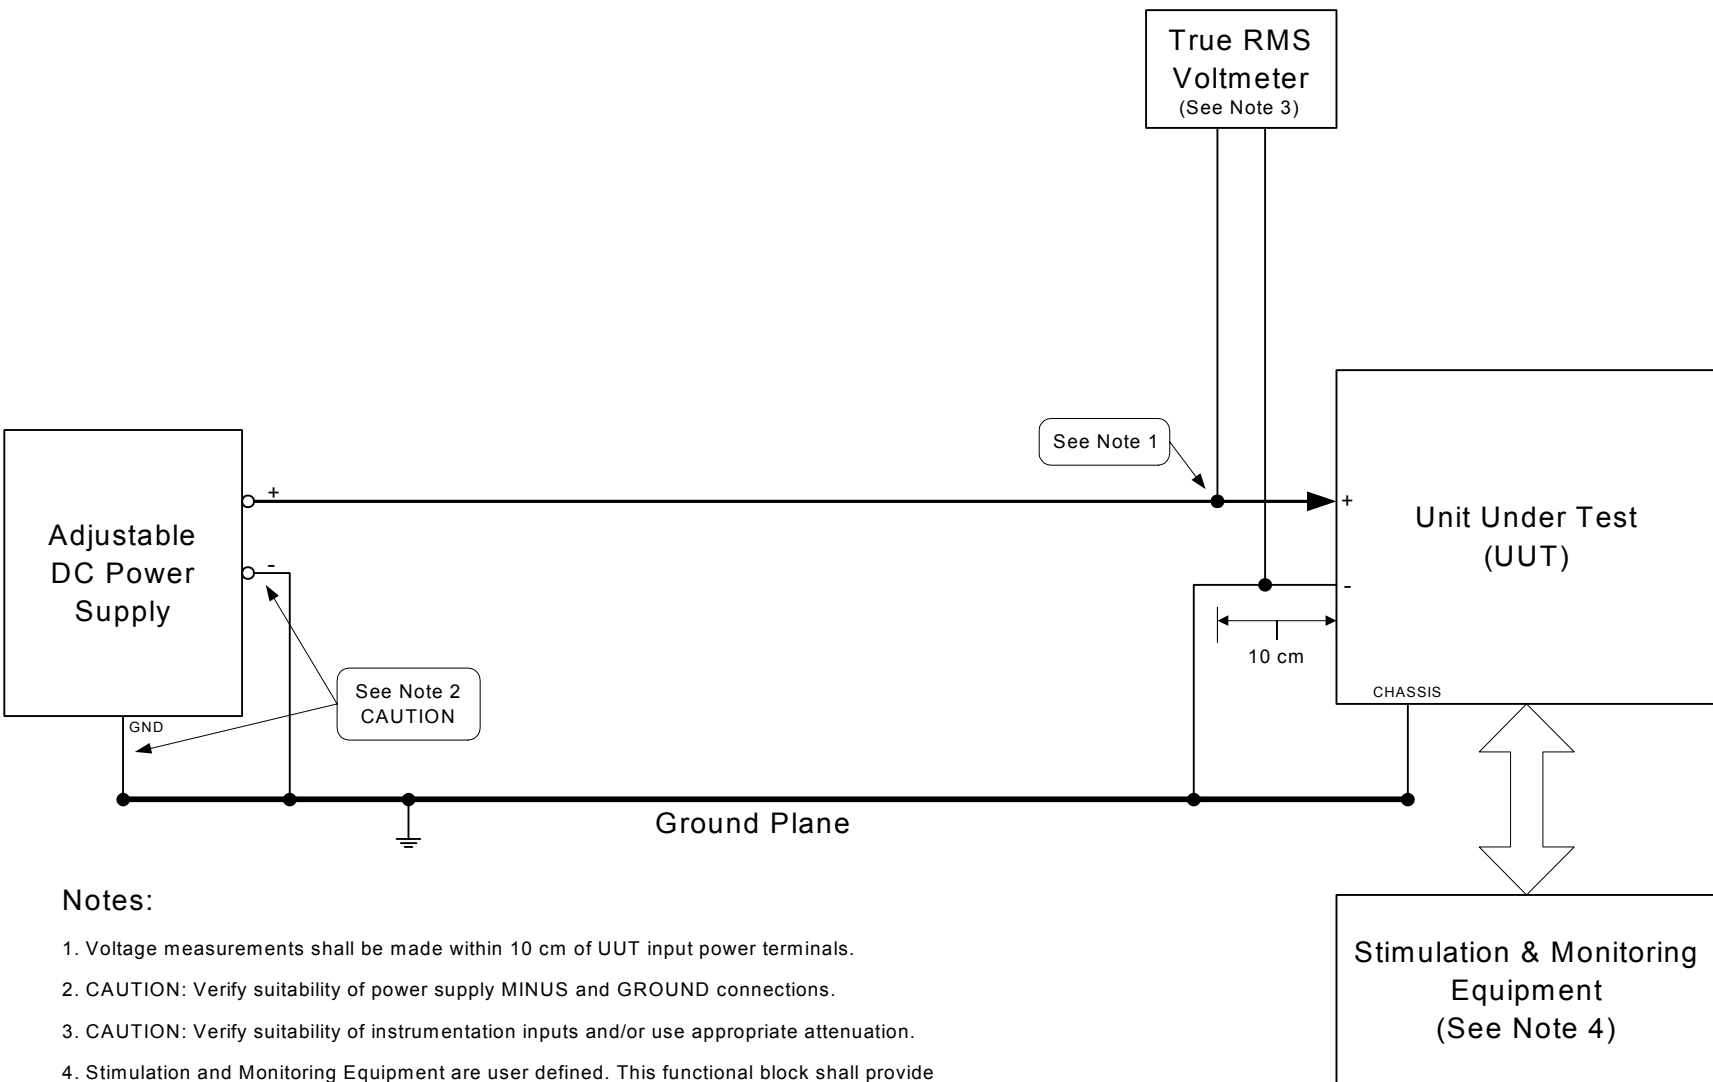 True RMS
Voltmeter
(See Note 3)
See Note 1
+
+
Adjustable
DC Power
Supply
-
Unit Under Test
(UUT)
-
10 cm
See Note 2
CAUTION
CHASSIS
GND
Ground Plane
Notes:
1. Voltage measurements shall be made within 10 cm of UUT input power terminals.
2. CAUTION: Verify suitability of power supply MINUS and GROUND connections.
3. CAUTION: Verify suitability of instrumentation inputs and/or use appropriate attenuation.
4. Stimulation and Monitoring Equipment are user defined. This functional block shall provide
Stimulation & Monitoring
Equipment
(See Note 4)